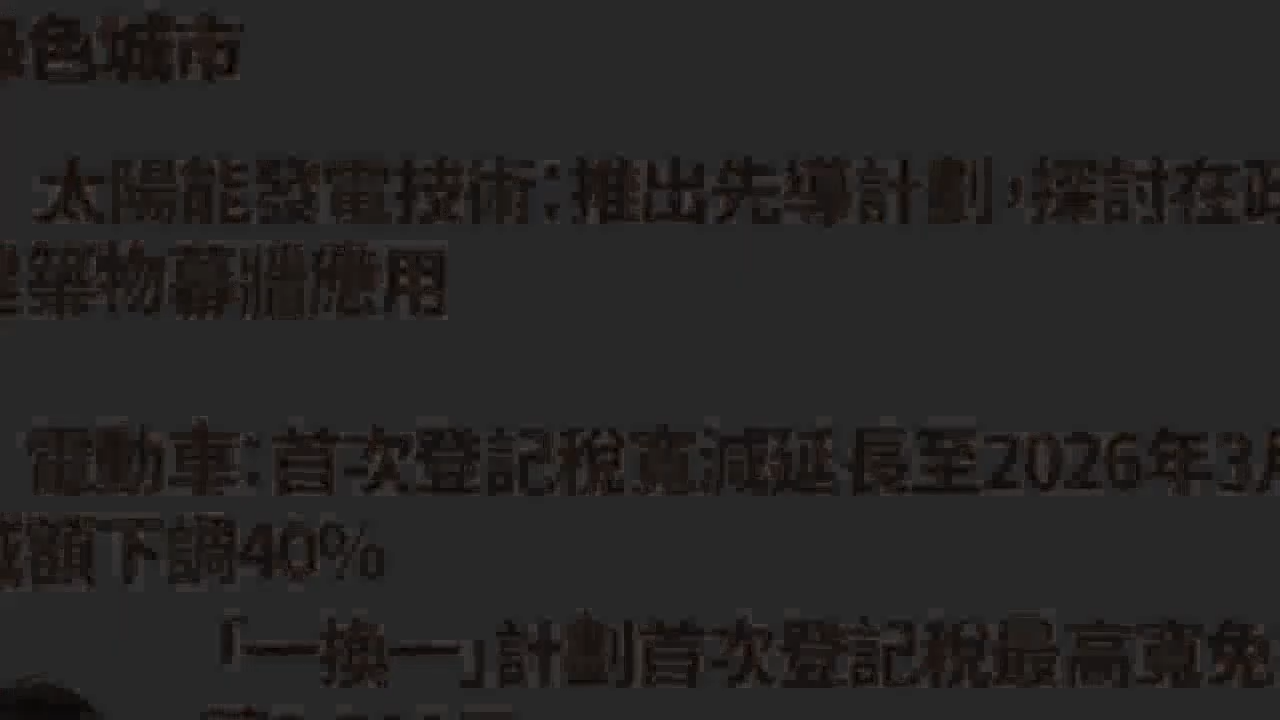 色城市
太陽能發電技術：推出先導計劃，探討在
築物幕牆應用
電動車：首次登記稅寬減延長至2026年3月
額下調40%
「一換一」計劃首次登記稅最高寬免